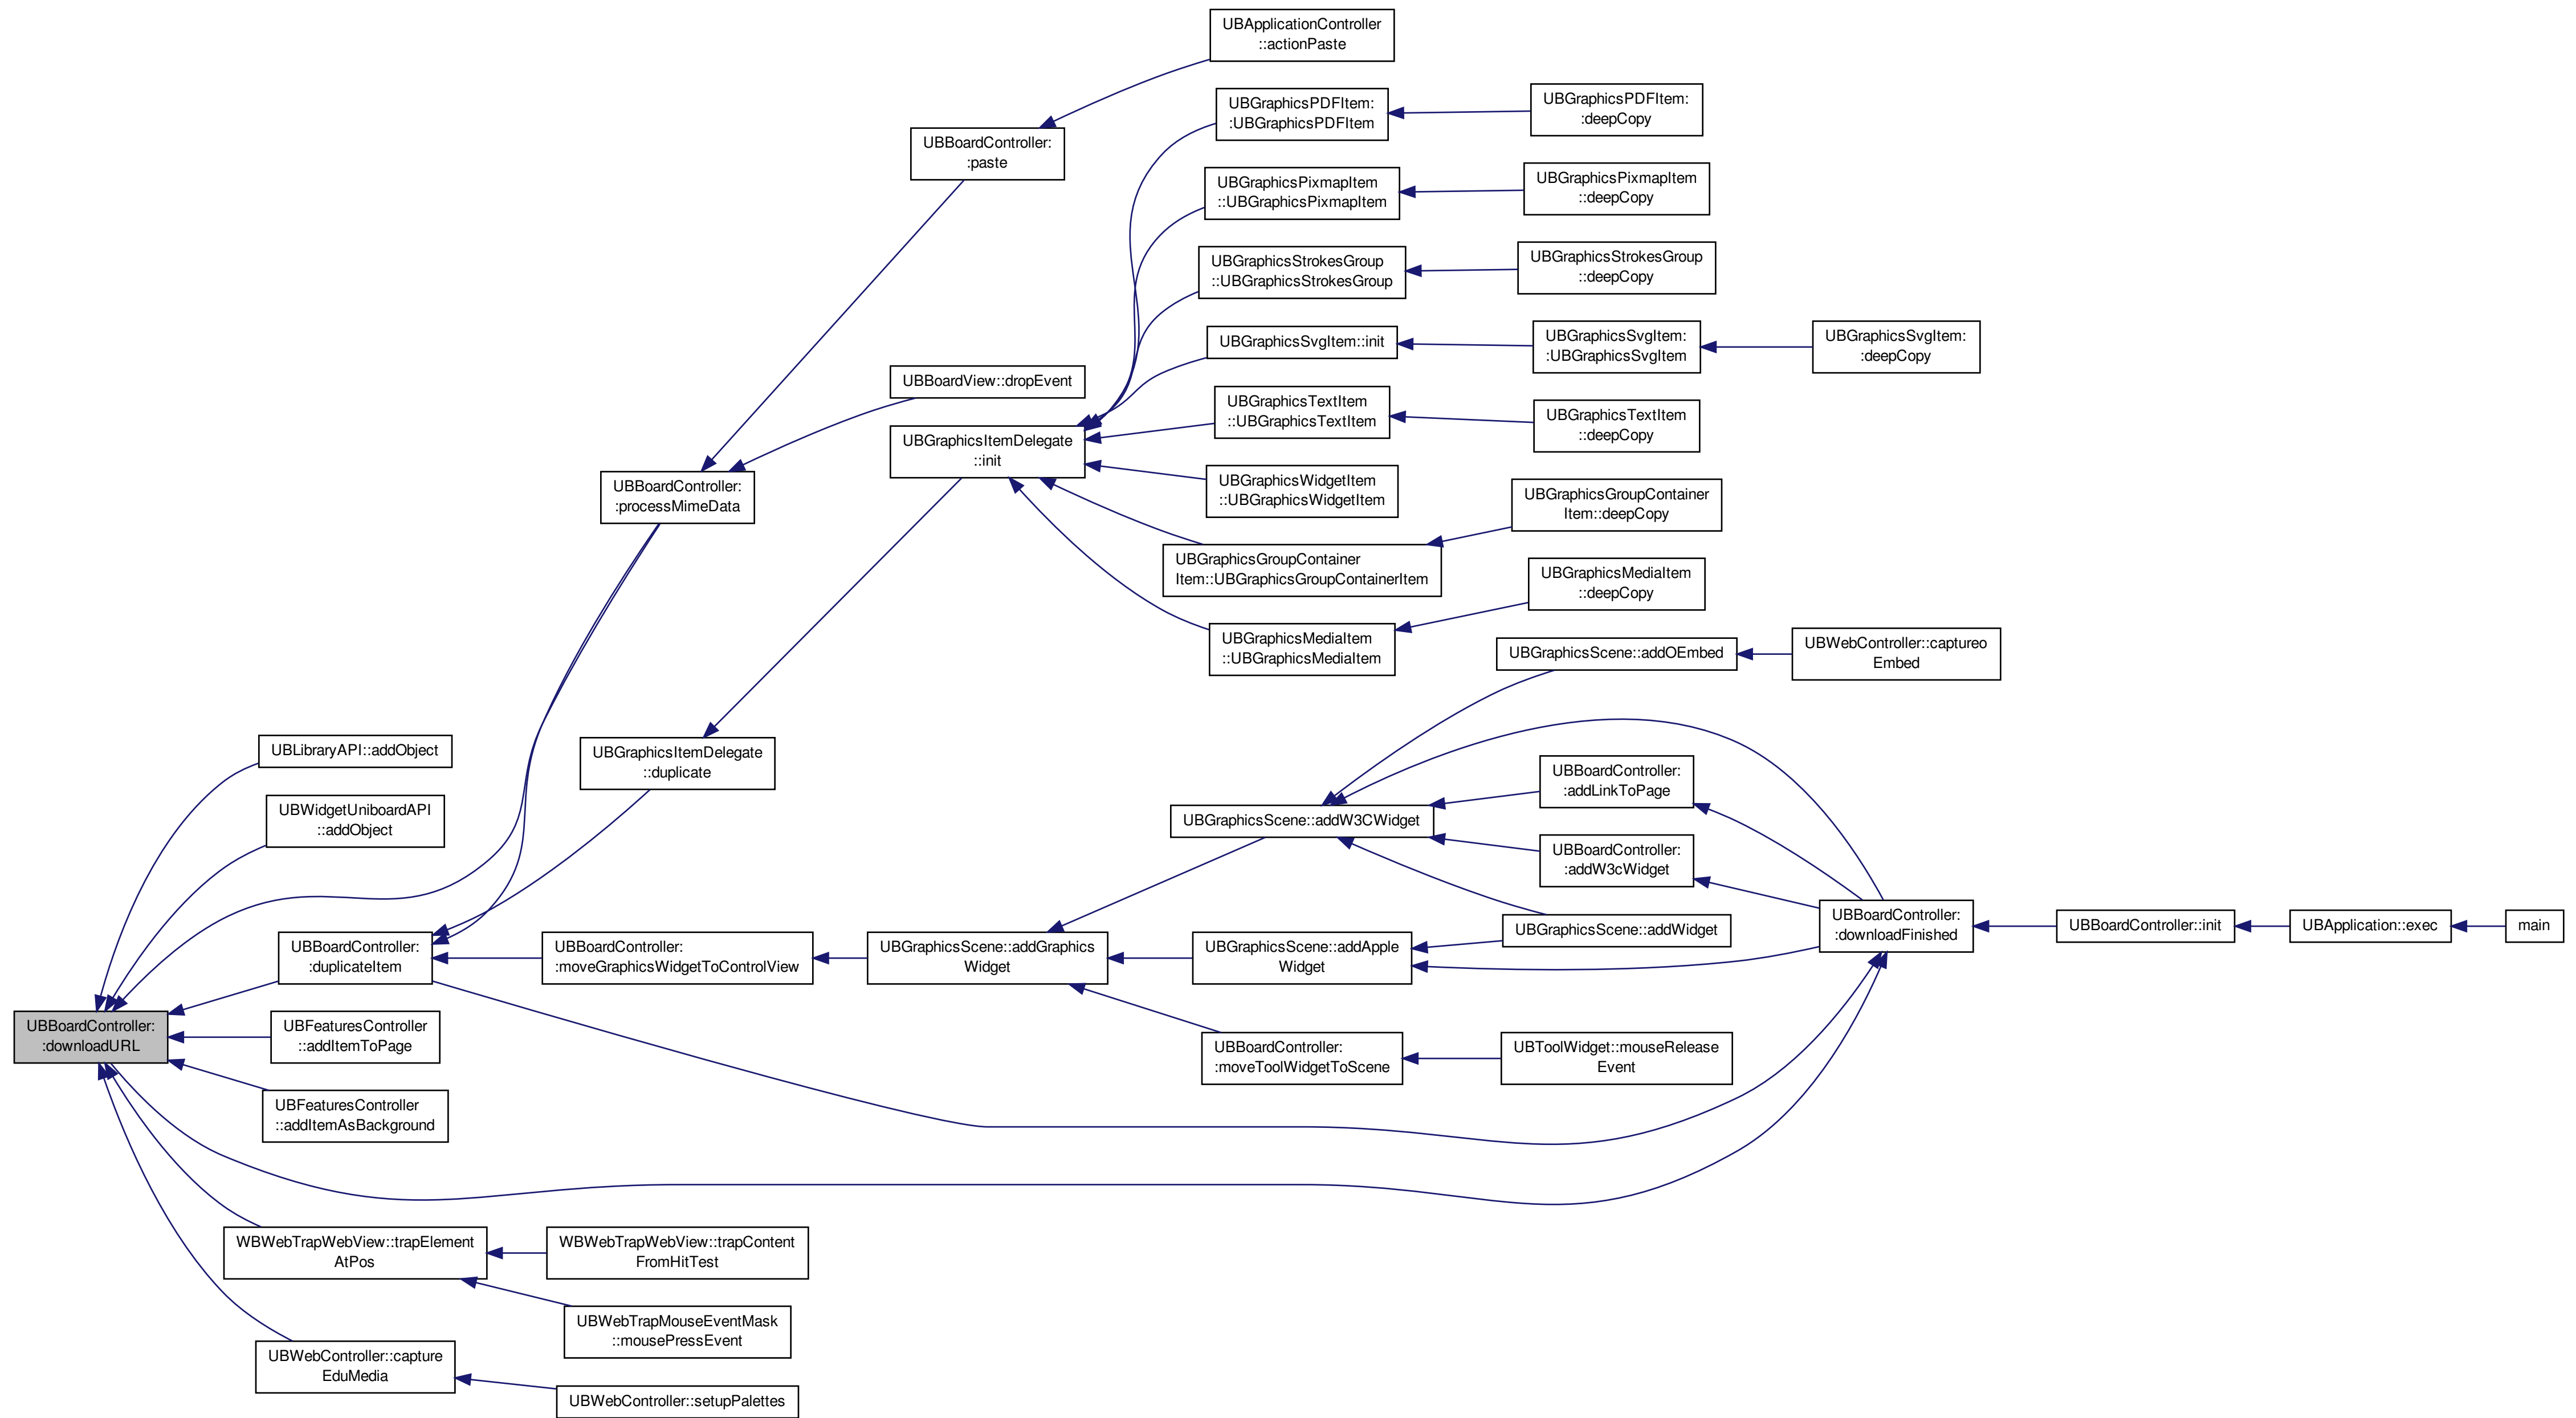 UBApplicationController
::actionPaste
UBGraphicsPDFItem:
:UBGraphicsPDFItem
UBGraphicsPDFItem:
:deepCopy
UBBoardController:
:paste
UBGraphicsPixmapItem
::UBGraphicsPixmapItem
UBGraphicsPixmapItem
::deepCopy
UBGraphicsStrokesGroup
::UBGraphicsStrokesGroup
UBGraphicsStrokesGroup
::deepCopy
UBGraphicsSvgItem::init
UBGraphicsSvgItem:
:UBGraphicsSvgItem
UBGraphicsSvgItem:
:deepCopy
UBBoardView::dropEvent
UBGraphicsTextItem
::UBGraphicsTextItem
UBGraphicsTextItem
::deepCopy
UBGraphicsItemDelegate
::init
UBBoardController:
:processMimeData
UBGraphicsWidgetItem
::UBGraphicsWidgetItem
UBGraphicsGroupContainer
Item::deepCopy
UBGraphicsGroupContainer
Item::UBGraphicsGroupContainerItem
UBGraphicsMediaItem
::deepCopy
UBGraphicsMediaItem
::UBGraphicsMediaItem
UBGraphicsScene::addOEmbed
UBWebController::captureo
Embed
UBLibraryAPI::addObject
UBGraphicsItemDelegate
::duplicate
UBBoardController:
:addLinkToPage
UBWidgetUniboardAPI
::addObject
UBGraphicsScene::addW3CWidget
UBBoardController:
:addW3cWidget
UBBoardController:
:duplicateItem
UBBoardController:
:moveGraphicsWidgetToControlView
UBGraphicsScene::addGraphics
Widget
UBGraphicsScene::addApple
Widget
UBGraphicsScene::addWidget
UBBoardController:
:downloadFinished
UBBoardController::init
UBApplication::exec
main
UBBoardController:
:downloadURL
UBFeaturesController
::addItemToPage
UBBoardController:
:moveToolWidgetToScene
UBToolWidget::mouseRelease
Event
UBFeaturesController
::addItemAsBackground
WBWebTrapWebView::trapElement
AtPos
WBWebTrapWebView::trapContent
FromHitTest
UBWebTrapMouseEventMask
::mousePressEvent
UBWebController::capture
EduMedia
UBWebController::setupPalettes